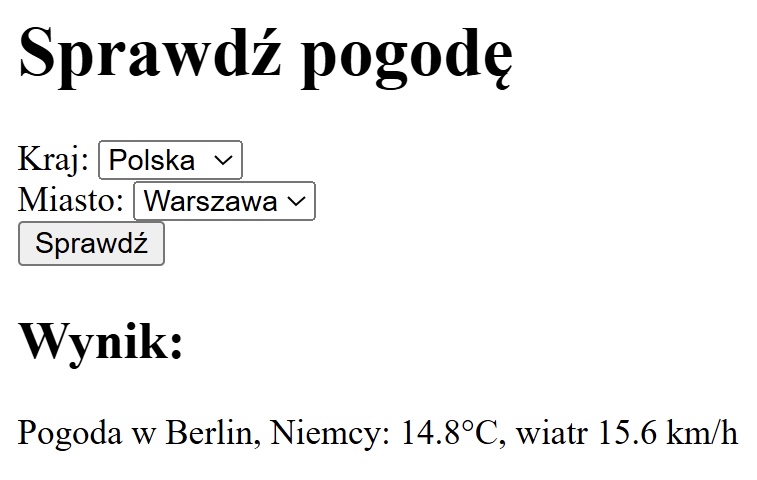 Sprawdź pogodę
Kraj: Polska
Miasto: Warszawa
Sprawdź
Wynik:
Pogoda w Berlin, Niemcy: 14.8°C, wiatr 15.6 km/h